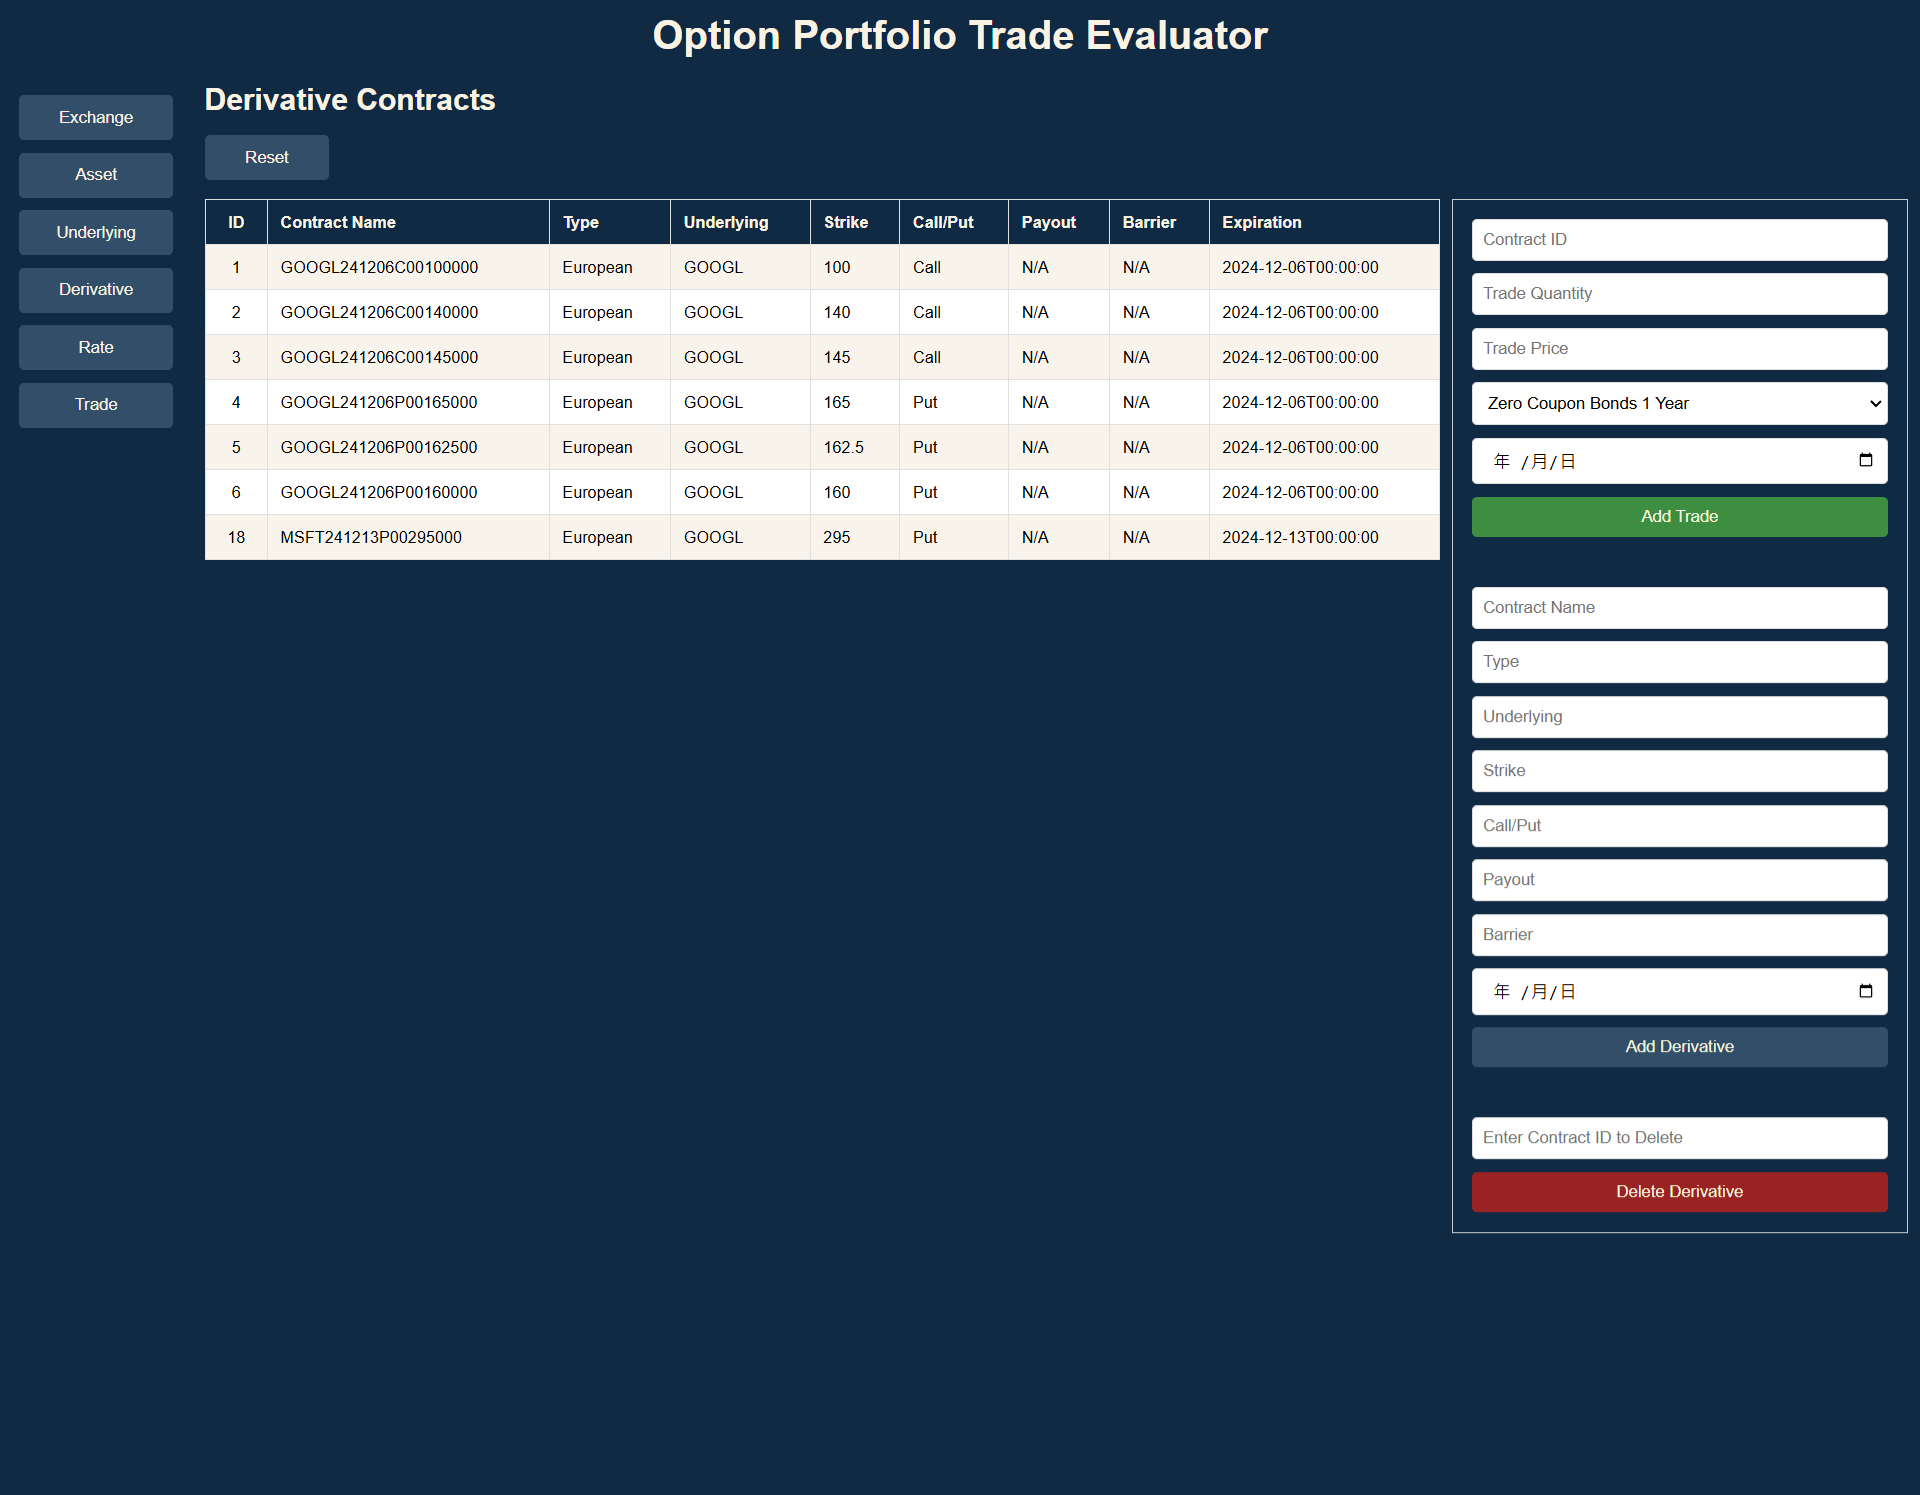 Option Portfolio Trade Evaluator
Exchange
Asset
Underlying
Derivative
Rate
Trade
Derivative Contracts
Reset
ID Contract Name Type Underlying Strike Call/Put Payout Barrier Expiration
1 GOOGL241206C00100000 European GOOGL 100 Call N/A N/A 2024-12-06T00:00:00
2 GOOGL241206C00140000 European GOOGL 140 Call N/A N/A 2024-12-06T00:00:00
3 GOOGL241206C00145000 European GOOGL 145 Call N/A N/A 2024-12-06T00:00:00
4 GOOGL241206P00165000 European GOOGL 165 Put N/A N/A 2024-12-06T00:00:00
5 GOOGL241206P00162500 European GOOGL 162.5 Put N/A N/A 2024-12-06T00:00:00
6 GOOGL241206P00160000 European GOOGL 160 Put N/A N/A 2024-12-06T00:00:00
18 MSFT241213P00295000 European GOOGL 295 Put N/A N/A 2024-12-13T00:00:00
Contract ID
Trade Quantity
Trade Price
Zero Coupon Bonds 1 Year
年 /月/日
Add Trade
Contract Name
Type
Underlying
Strike
Call/Put
Payout
Barrier
年 /月/日
Add Derivative
Enter Contract ID to Delete
Delete Derivative